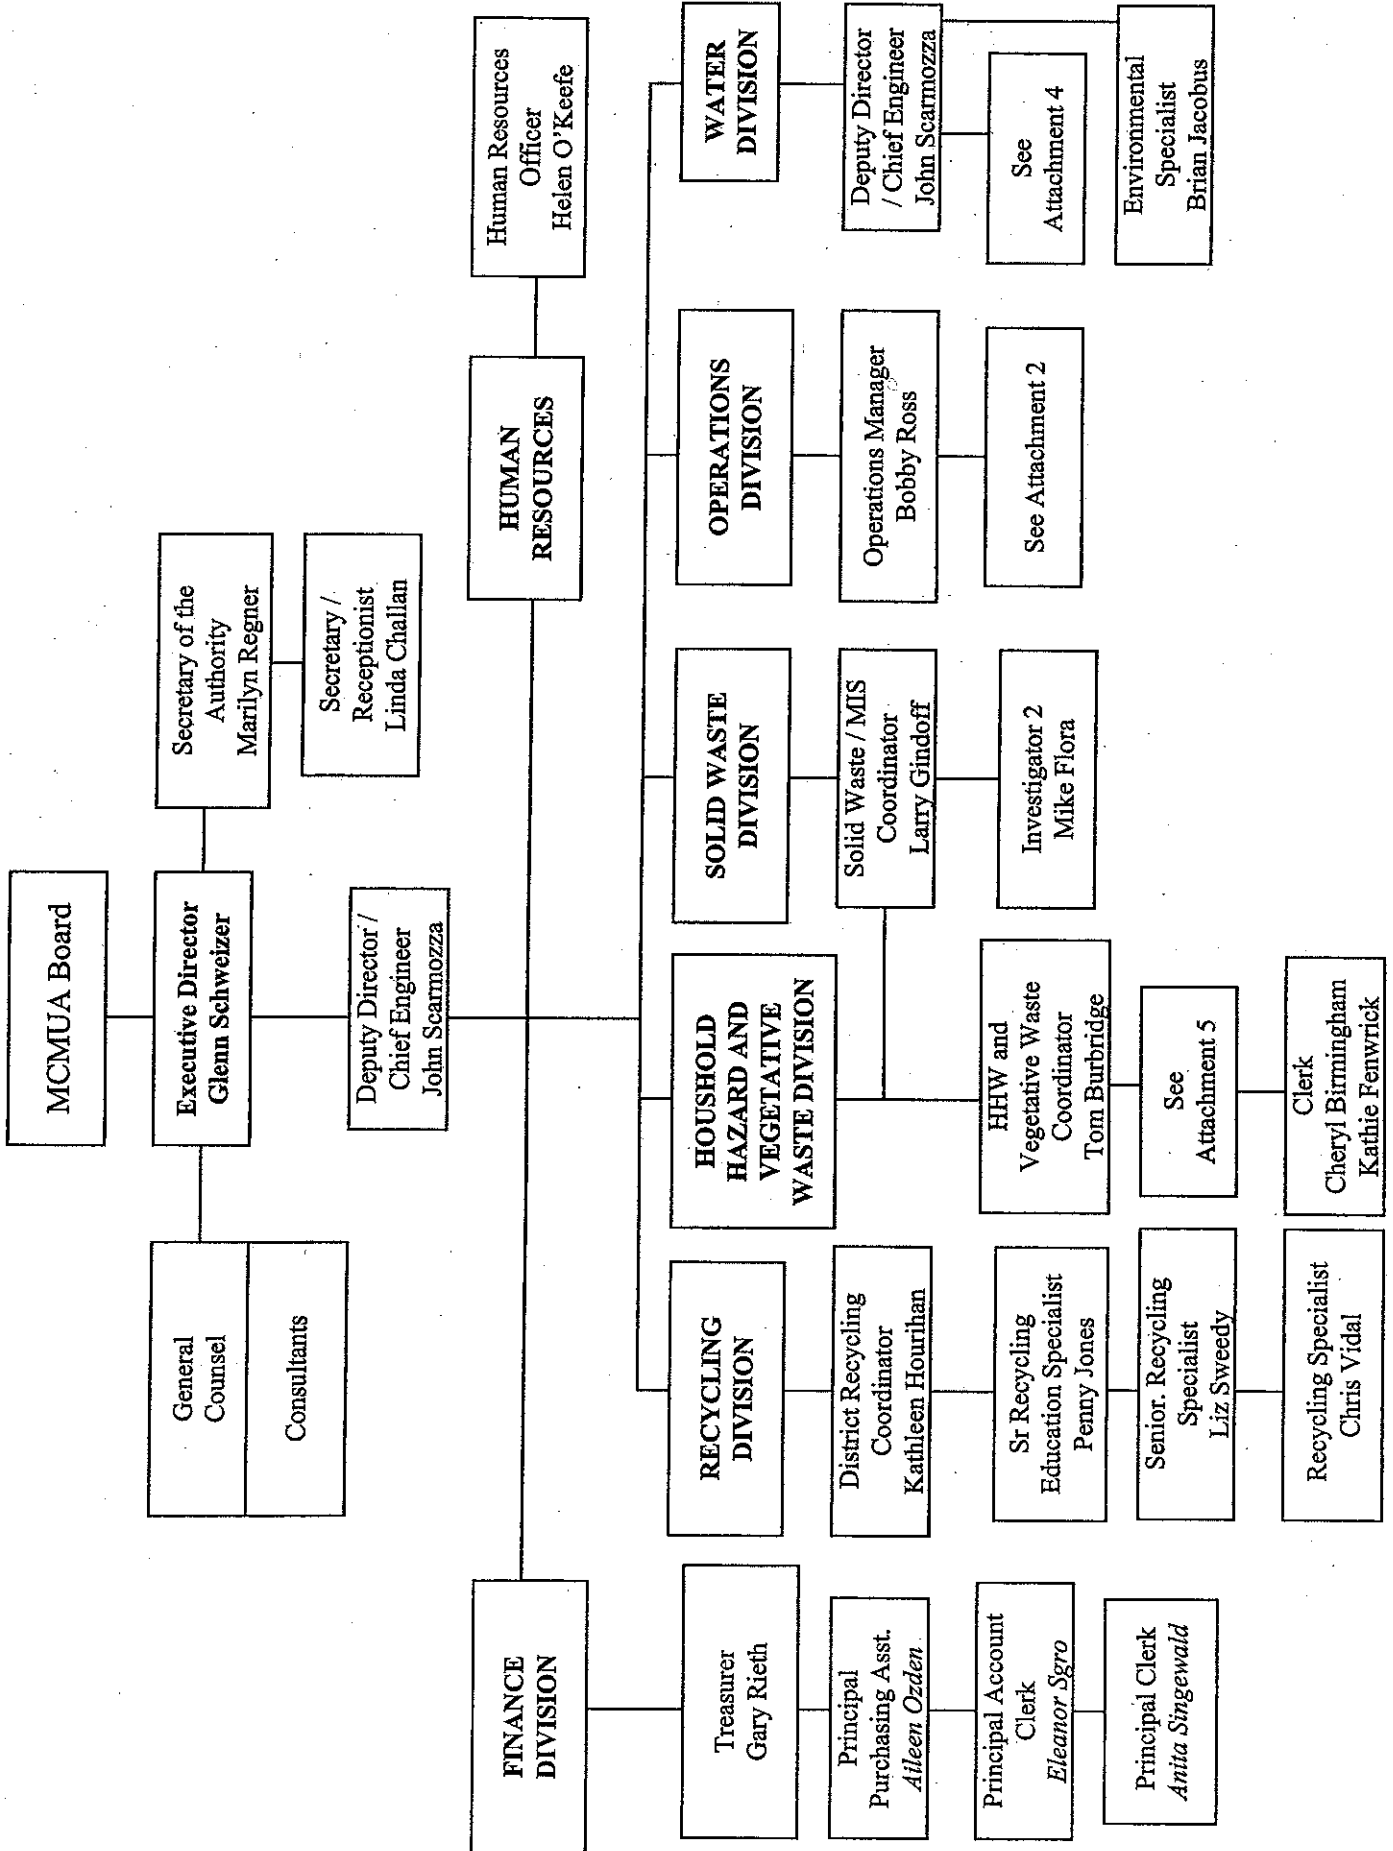 MCMUA Board
General
Counsel
Consultants
Executive Director
Glenn Schweizer
Secretary of the
Authority
Marilyn Regner
Secretary /
Receptionist
Linda Challan
Deputy Director /
Chief Engineer
John Scarmozza
FINANCE
DIVISION
HUMAN
RESOURCES
Human Resources
Officer
Helen O'Keefe
Treasurer
Gary Rieth
Principal
Purchasing Asst.
Aileen Ozden
Principal Account
Clerk
Eleanor Sgro
Principal Clerk
Anita Singewald
RECYCLING
DIVISION
District Recycling
Coordinator
Kathleen Hourihan
Sr Recycling
Education Specialist
Penny Jones
Senior. Recycling
Specialist
Liz Sweedy
Recycling Specialist
Chris Vidal
HOUSHOLD
HAZARD AND
VEGETATIVE
WASTE DIVISION
HHW and
Vegetative Waste
Coordinator
Tom Burbridge
See
Attachment 5
Clerk
Cheryl Birmingham
Kathie Fenwrick
SOLID WASTE
DIVISION
Solid Waste / MIS
Coordinator
Larry Gindoff
Investigator 2
Mike Flora
OPERATIONS
DIVISION
Operations Manager
Bobby Ross
See Attachment 2
WATER
DIVISION
Deputy Director
/ Chief Engineer
John Scarmozza
See
Attachment 4
Environmental
Specialist
Brian Jacobus